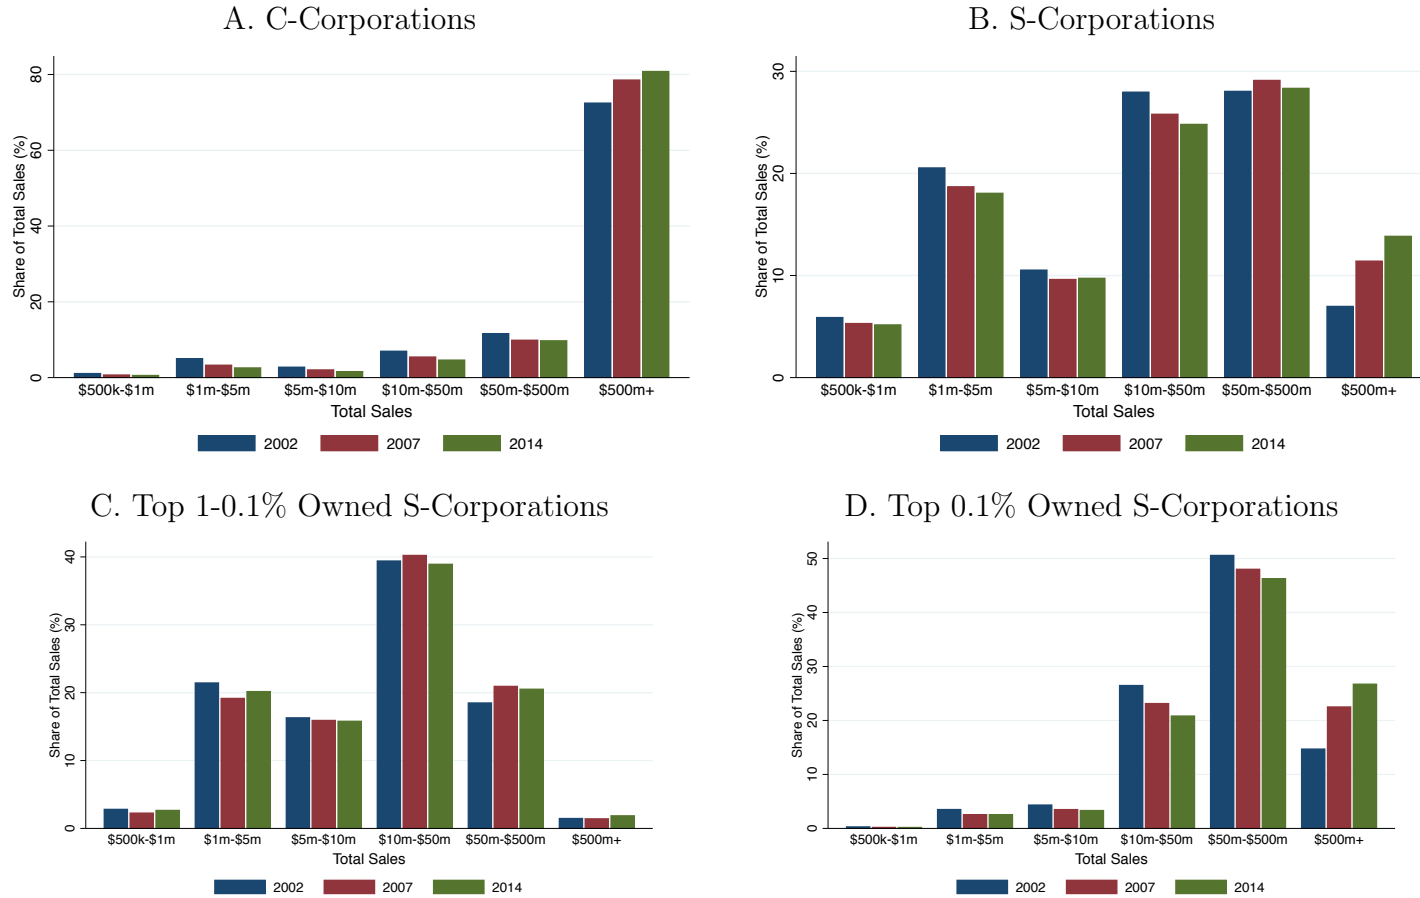 A. C-Corporations
Share of Total Sales (%)
80
60
40
20
0
$500k-$1m $1m-$5m $5m-$10m $10m-$50m $50m-$500m $500m+
Total Sales
2002 2007 2014
B. S-Corporations
Share of Total Sales (%)
30
20
10
0
$500k-$1m $1m-$5m $5m-$10m $10m-$50m $50m-$500m $500m+
Total Sales
2002 2007 2014
C. Top 1-0.1% Owned S-Corporations
Share of Total Sales (%)
40
30
20
10
0
$500k-$1m $1m-$5m $5m-$10m $10m-$50m $50m-$500m $500m+
Total Sales
2002 2007 2014
D. Top 0.1% Owned S-Corporations
Share of Total Sales (%)
50
40
30
20
10
0
$500k-$1m $1m-$5m $5m-$10m $10m-$50m $50m-$500m $500m+
Total Sales
2002 2007 2014